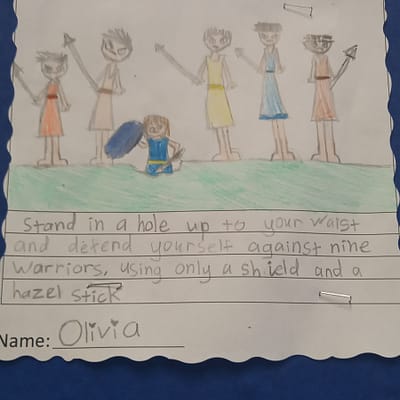 Stand in a hole up to your waist
and defend yourself against nine
warriors, using only a shield and a
hazel stick
Name: Olivia